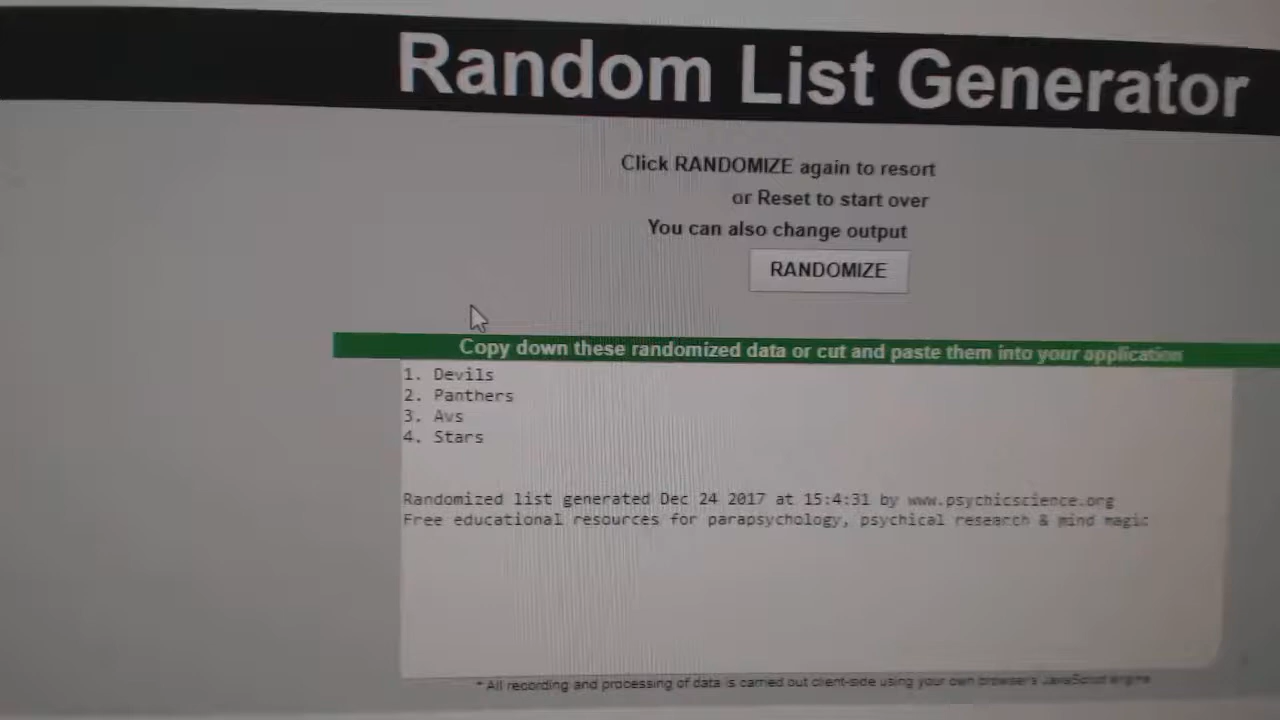 Random List Generator
Click RANDOMIZE again to resort
or Reset to start over
You can also change output
RANDOMIZE
Copy down these randomized data or cut and paste them into your application
1. Devils
2. Panthers
3. Avs
4. Stars
Randomized list generated Dec 24 2017 at 15:4:31 by www.psychicscience.org
Free educational resources for parapsychology, psychical research & mind magic
* All recording and processing of data is carried out client-side using your own browsers JavaScript engine